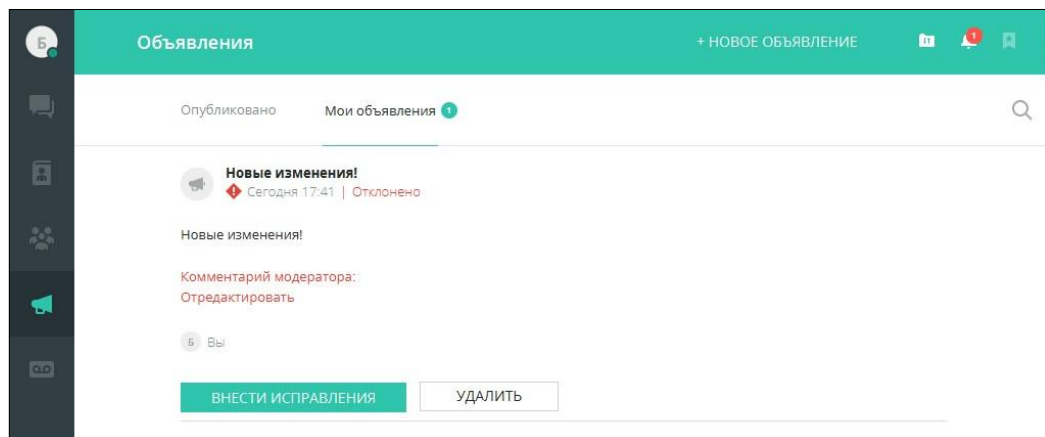 Б
Объявления
+ НОВОЕ ОБЪЯВЛЕНИЕ
1
Опубликовано
Мои объявления 1
Новые изменения!
Сегодня 17:41 | Отклонено
Новые изменения!
Комментарий модератора:
Отредактировать
Б Вы
ВНЕСТИ ИСПРАВЛЕНИЯ
УДАЛИТЬ